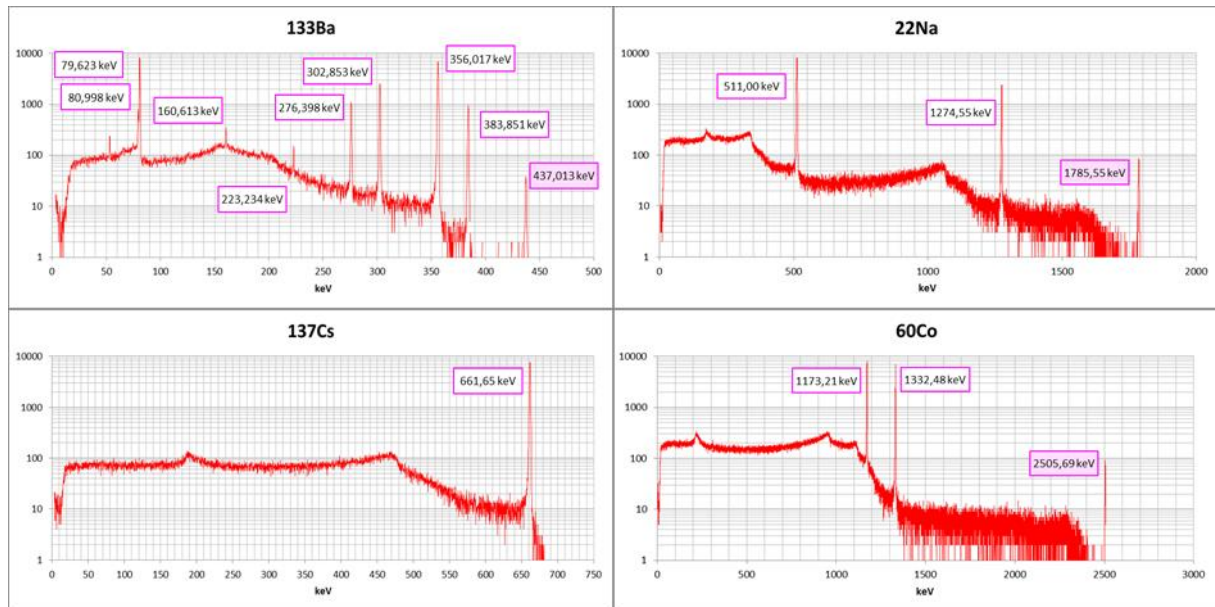 133Ba
10000
1000
100
10
1
79,623 keV
80,998 keV
160,613 keV
223,234 keV
276,398 keV
302,853 keV
356,017 keV
383,851 keV
437,013 keV
0 50 100 150 200 250 300 350 400 450 500
keV
22Na
10000
1000
100
10
1
511,00 keV
1274,55 keV
1785,55 keV
0 500 1000 1500 2000
keV
137Cs
10000
1000
100
10
1
661,65 keV
0 50 100 150 200 250 300 350 400 450 500 550 600 650 700 750
keV
60Co
10000
1000
100
10
1
1173,21 keV
1332,48 keV
2505,69 keV
0 500 1000 1500 2000 2500 3000
keV